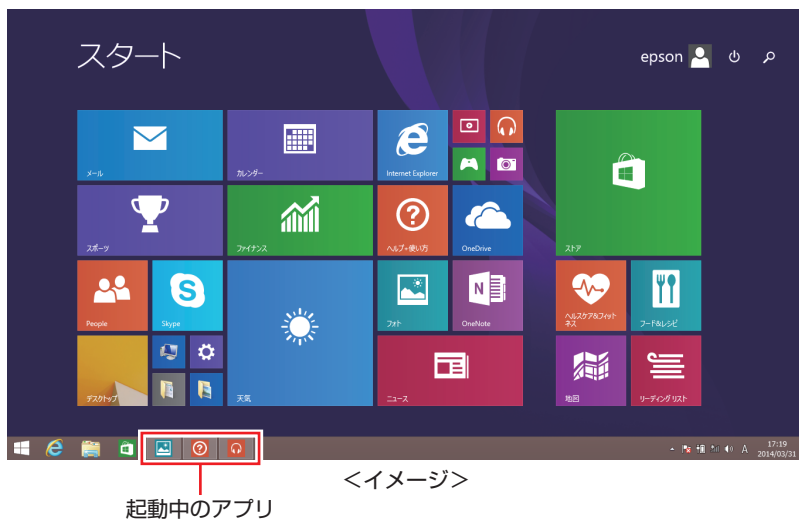 スタート
epson
メール
カレンダー
Internet Explorer
スポーツ
ファイナンス
ヘルプ+使い方
OneDrive
ストア
People
Skype
天気
フォト
OneNote
ヘルスケア&フィット
ネス
フード&レシピ
デスクトップ
ニュース
地図
リーディング リスト
A
17:19
2014/03/31
<イメージ>
起動中のアプリ